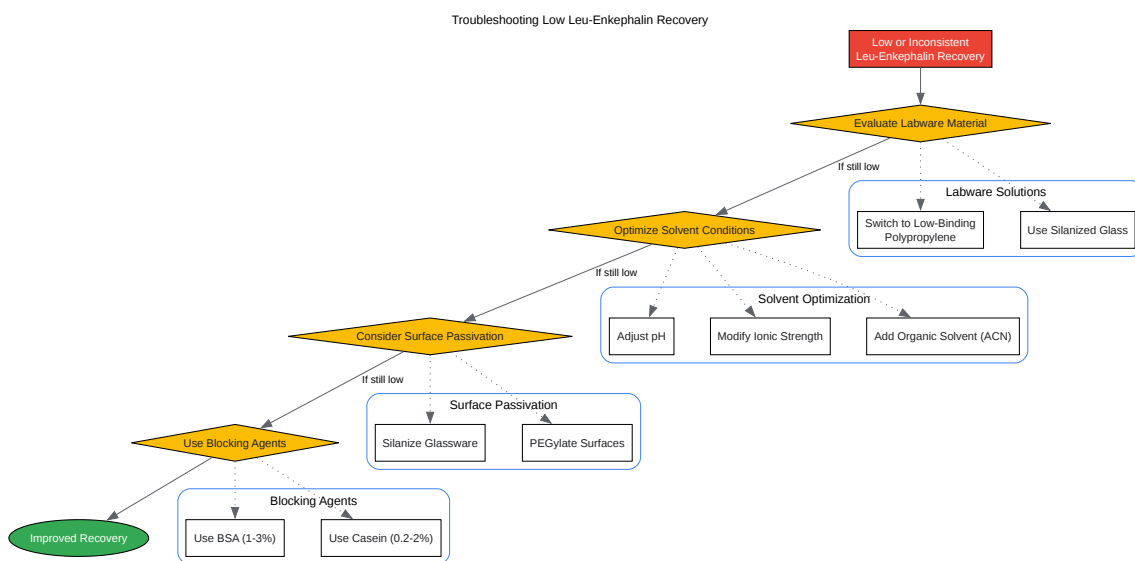 Troubleshooting Low Leu-Enkephalin Recovery
Low or Inconsistent
Leu-Enkephalin Recovery
Evaluate Labware Material
If still low
Labware Solutions
Switch to Low-Binding
Polypropylene
Use Silanized Glass
Optimize Solvent Conditions
If still low
Solvent Optimization
Adjust pH
Modify Ionic Strength
Add Organic Solvent (ACN)
Consider Surface Passivation
If still low
Surface Passivation
Silanize Glassware
PEGylate Surfaces
Use Blocking Agents
Blocking Agents
Improved Recovery
Use BSA (1-3%)
Use Casein (0.2-2%)